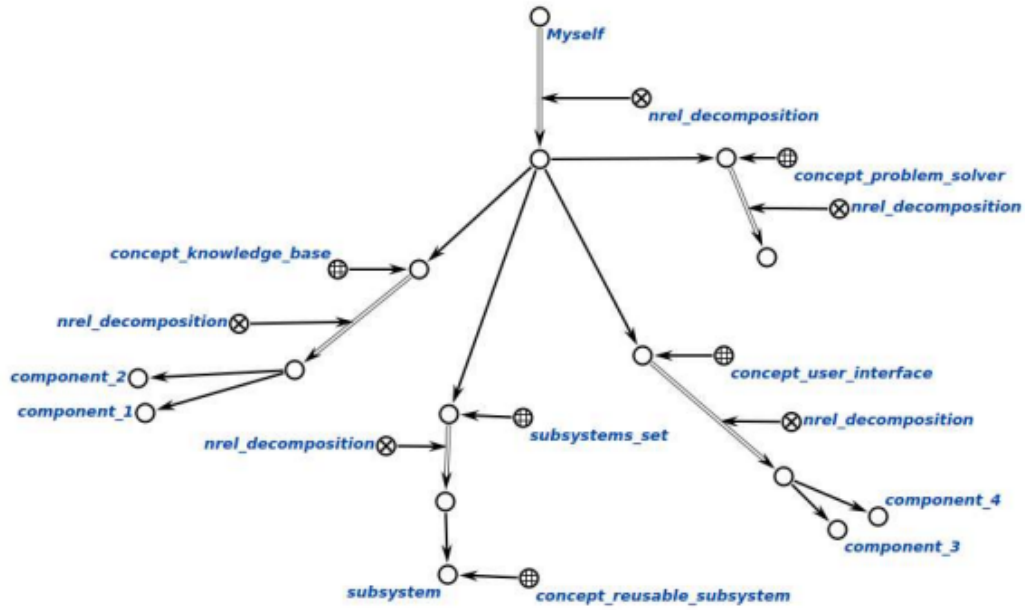 Myself
nrel_decomposition
concept_problem_solver
nrel_decomposition
concept_knowledge_base
nrel_decomposition
component_2
component_1
concept_user_interface
nrel_decomposition
subsystems_set
nrel_decomposition
component_4
component_3
subsystem
concept_reusable_subsystem